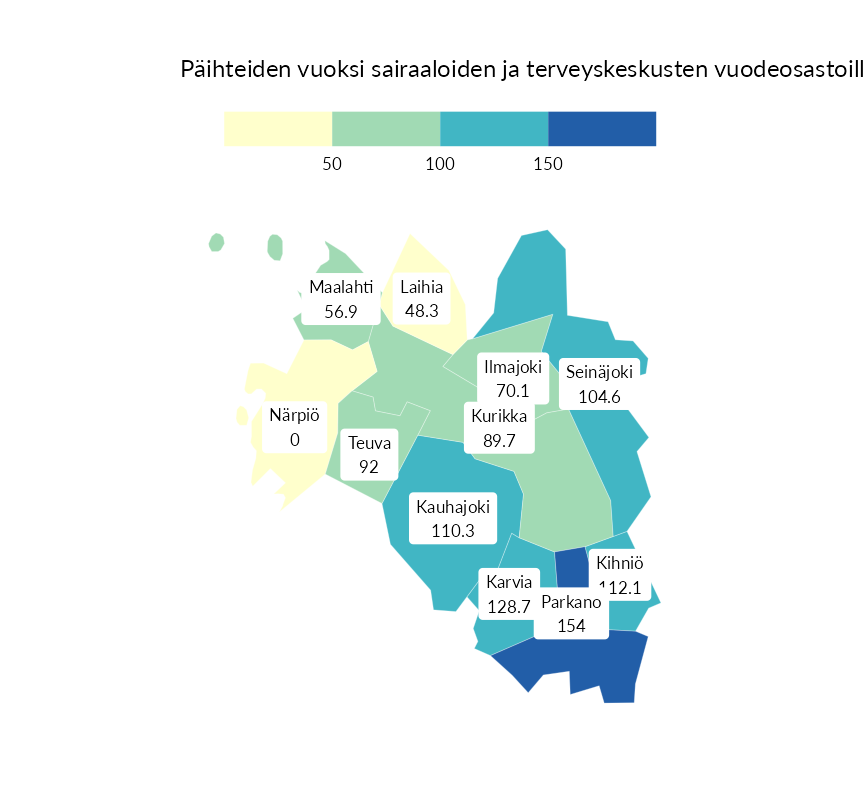 Päihteiden vuoksi sairaaloiden ja terveyskeskusten vuodeosastoill
50 100 150
Maalahti
56.9
Laihia
48.3
Ilmajoki
70.1
Seinäjoki
104.6
Närpiö
0
Kurikka
89.7
Teuva
92
Kauhajoki
110.3
Kihniö
112.1
Karvia
128.7
Parkano
154